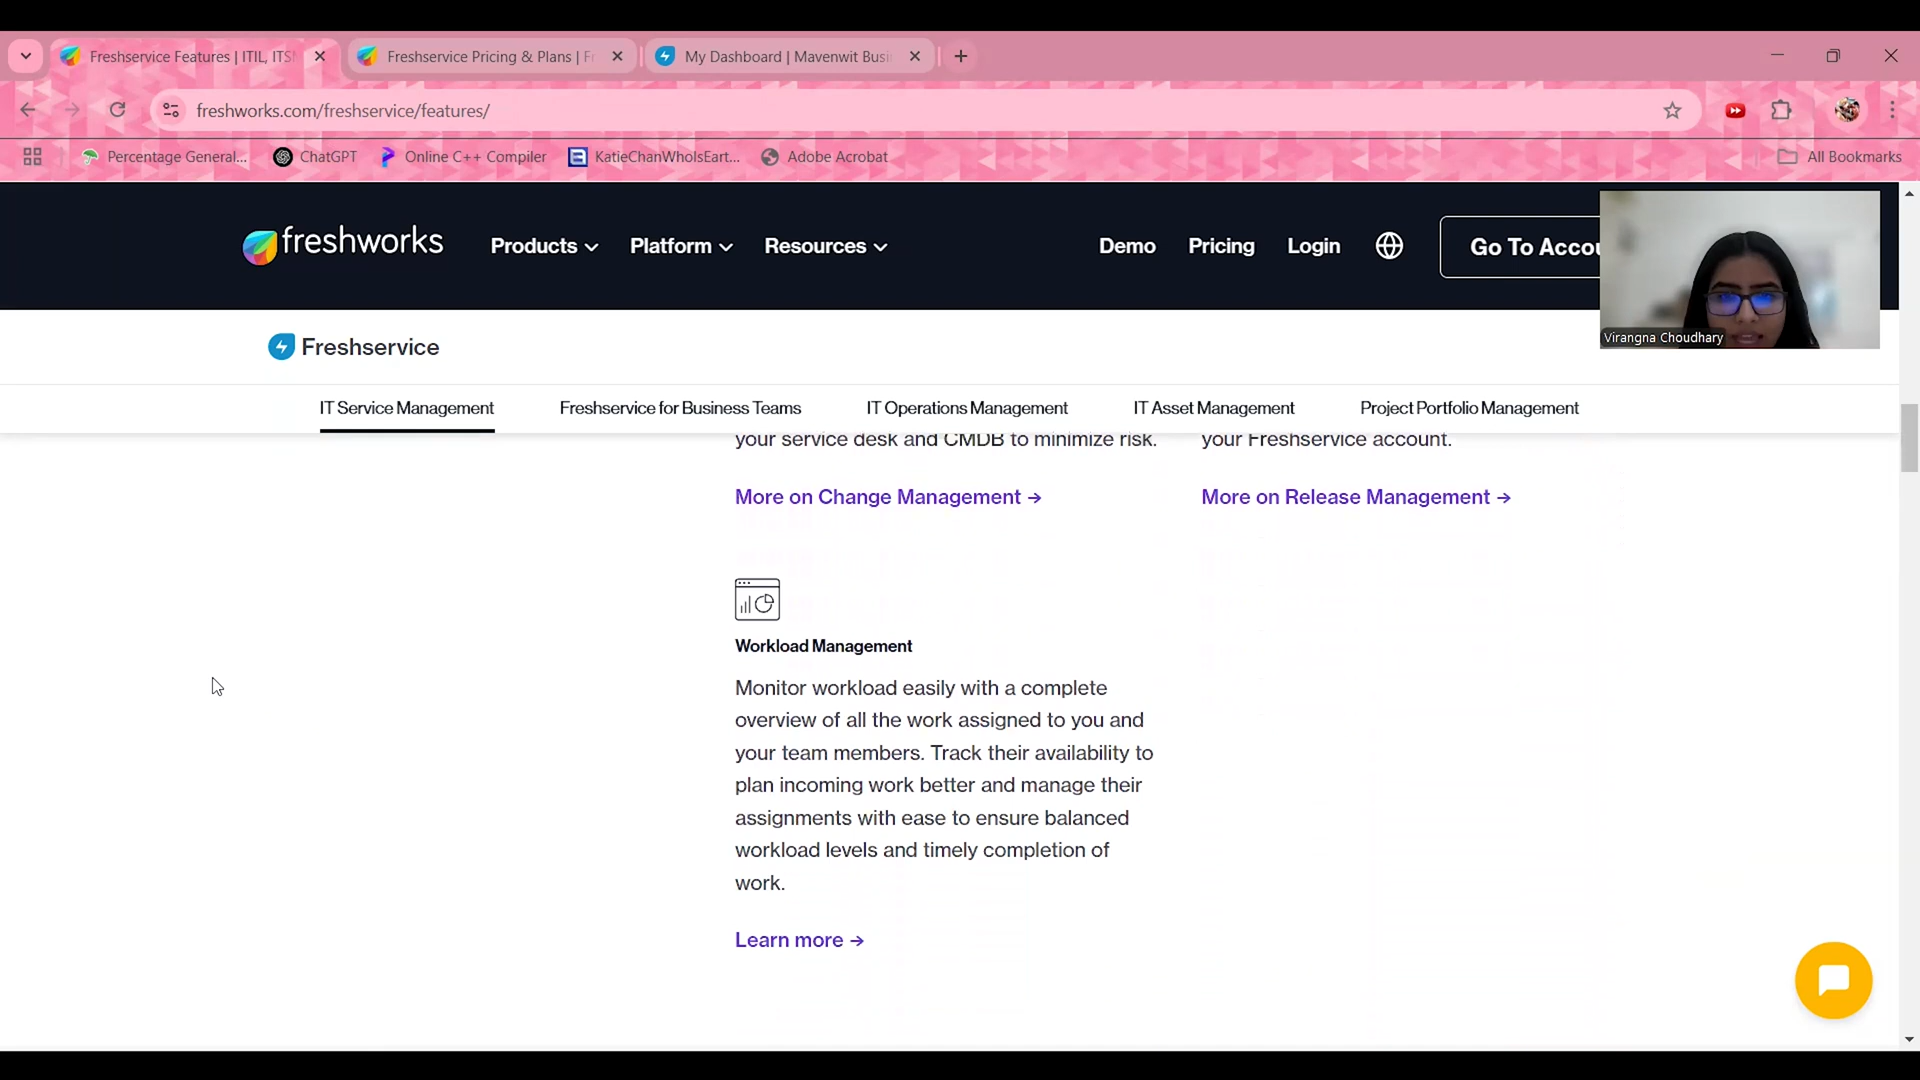 Freshservice Features | ITIL, ITSM
Freshservice Pricing & Plans | Fr
My Dashboard | Mavenwit Busi
freshworks.com/freshservice/features/
Percentage General...
ChatGPT
Online C++ Compiler
KatieChanWhoIsEart...
Adobe Acrobat
All Bookmarks
freshworks
Products
Platform
Resources
Demo
Pricing
Login
Go To Accou
Virangna Choudhary
Freshservice
IT Service Management
Freshservice for Business Teams
IT Operations Management
IT Asset Management
Project Portfolio Management
your service desk and CMDB to minimize risk.
More on Change Management →
your Freshservice account.
More on Release Management →
Workload Management
Monitor workload easily with a complete
overview of all the work assigned to you and
your team members. Track their availability to
plan incoming work better and manage their
assignments with ease to ensure balanced
workload levels and timely completion of
work.
Learn more →